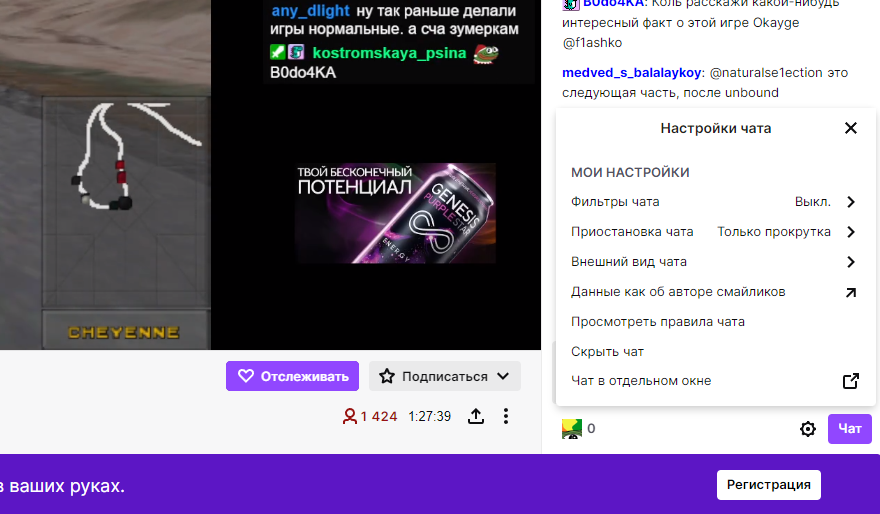 any_dlight ну так раньше делали
игры нормальные. а сча зумеркам
kostromskaya_psina
B0do4KA
ТВОЙ БЕСКОНЕЧНЫЙ
ПОТЕНЦИАЛ
GENESIS
PURPLE STAR
ENERGY
CHEYENNE
Отслеживать
Подписаться
1 424 1:27:39
B0do4KA: Коль расскажи какой-нибудь
интересный факт о этой игре Okayge
@f1ashko
medved_s_balalaykoy: @naturalse1ection это
следующая часть, после unbound
Настройки чата
МОИ НАСТРОЙКИ
Фильтры чата Выкл.
Приостановка чата Только прокрутка
Внешний вид чата
Данные как об авторе смайликов
Просмотреть правила чата
Скрыть чат
Чат в отдельном окне
0
Чат
в ваших руках.
Регистрация